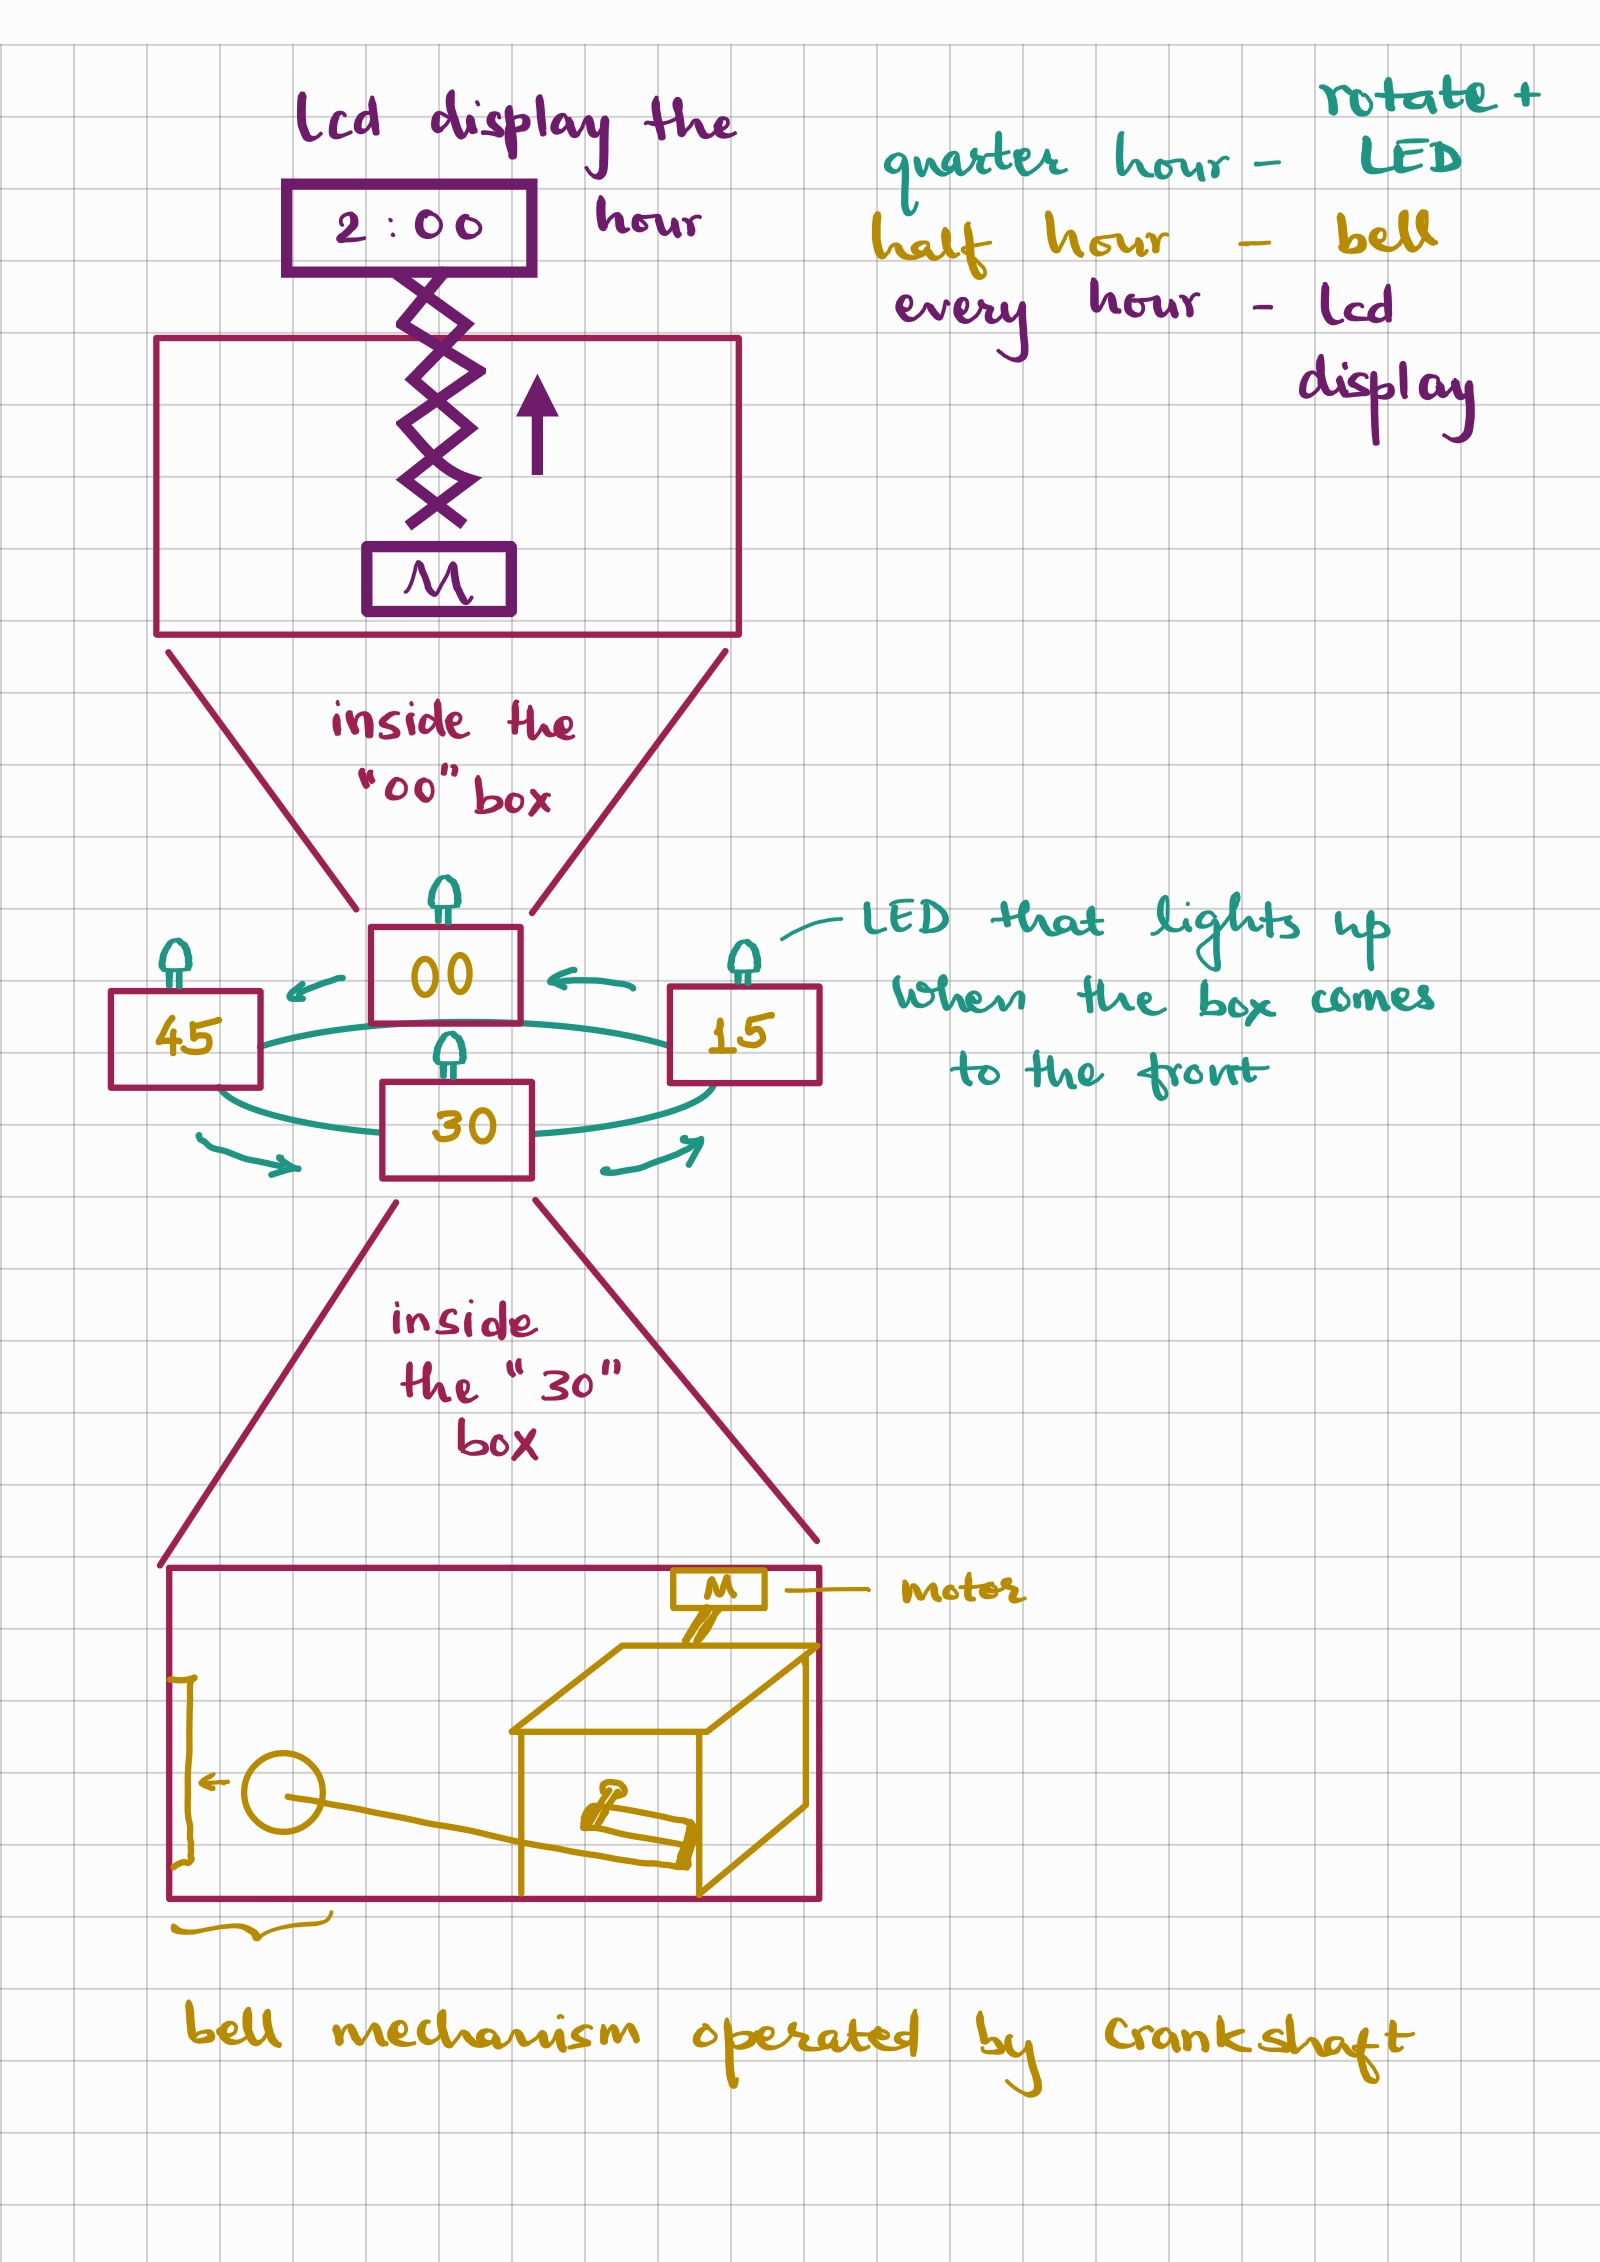 lcd display the
hour
2:00
rotate +
quarter hour - LED
half hour - bell
every hour - lcd
display
M
inside the
"00" box
00
45
15
30
LED that lights up
when the box comes
to the front
inside
the "30"
box
M
motor
bell mechanism operated by crankshaft